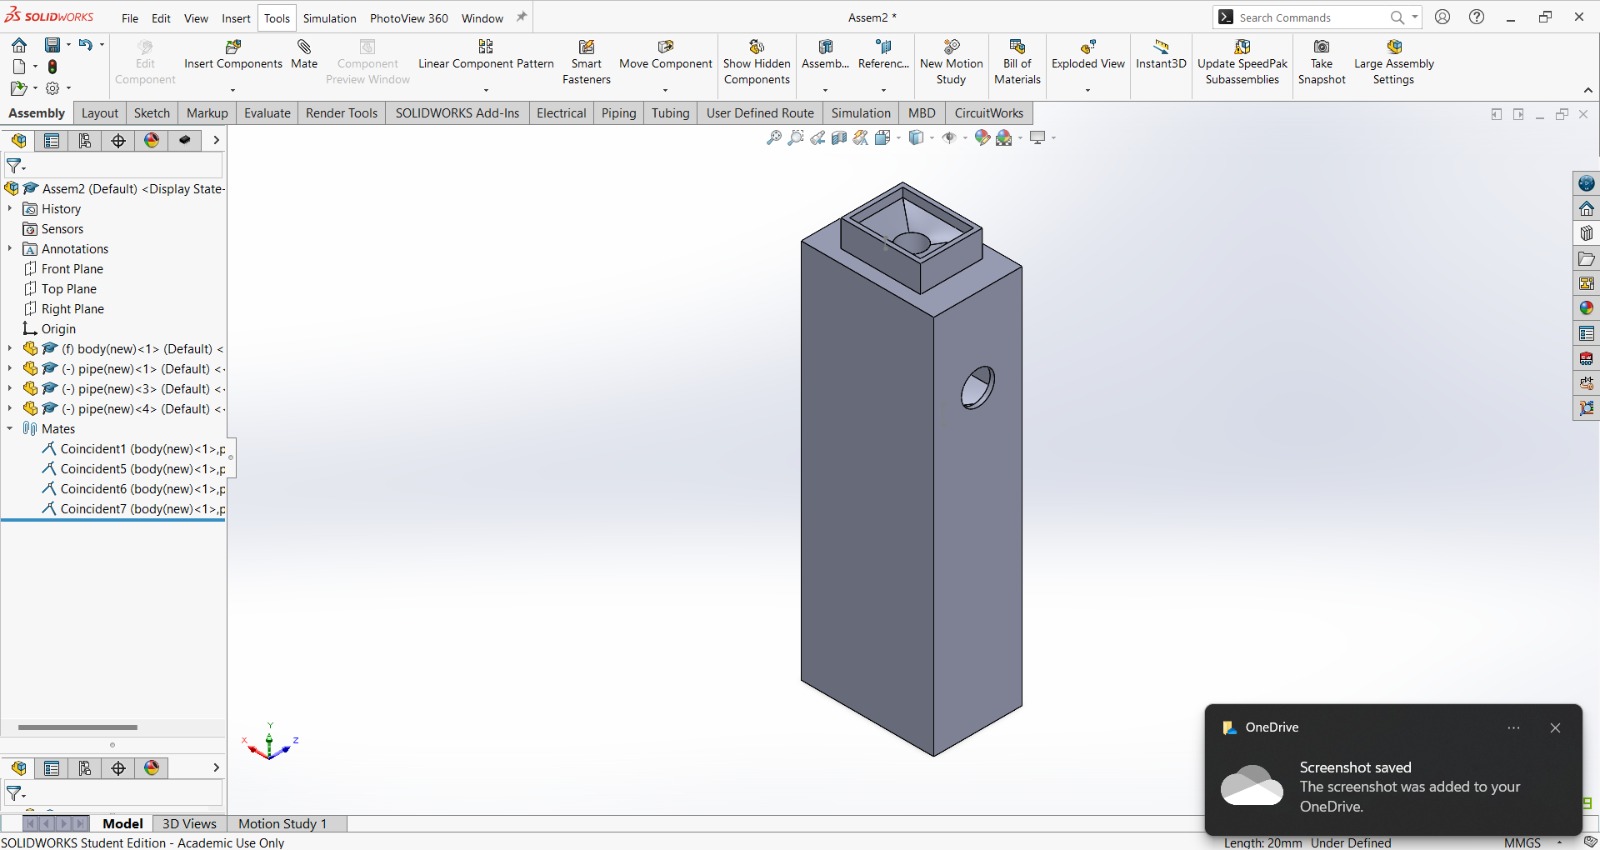 SOLIDWORKS
File Edit View Insert Tools Simulation PhotoView 360 Window
Assem2 *
Search Commands
Edit Component
Insert Components
Mate
Component Preview Window
Linear Component Pattern
Smart Fasteners
Move Component
Show Hidden Components
Assemb...
Referenc...
New Motion Study
Bill of Materials
Exploded View
Instant3D
Update SpeedPak Subassemblies
Take Snapshot
Large Assembly Settings
Assembly Layout Sketch Markup Evaluate Render Tools SOLIDWORKS Add-Ins Electrical Piping Tubing User Defined Route Simulation MBD CircuitWorks
Assem2 (Default) <Display State-
History
Sensors
Annotations
Front Plane
Top Plane
Right Plane
Origin
(f) body(new)<1> (Default) <
(-) pipe(new)<1> (Default) <
(-) pipe(new)<3> (Default) <
(-) pipe(new)<4> (Default) <
Mates
Coincident1 (body(new)<1>,p
Coincident5 (body(new)<1>,p
Coincident6 (body(new)<1>,p
Coincident7 (body(new)<1>,p
Y
X
Z
OneDrive
Screenshot saved
The screenshot was added to your
OneDrive.
Model 3D Views Motion Study 1
SOLIDWORKS Student Edition - Academic Use Only
Length: 20mm Under Defined MMGS